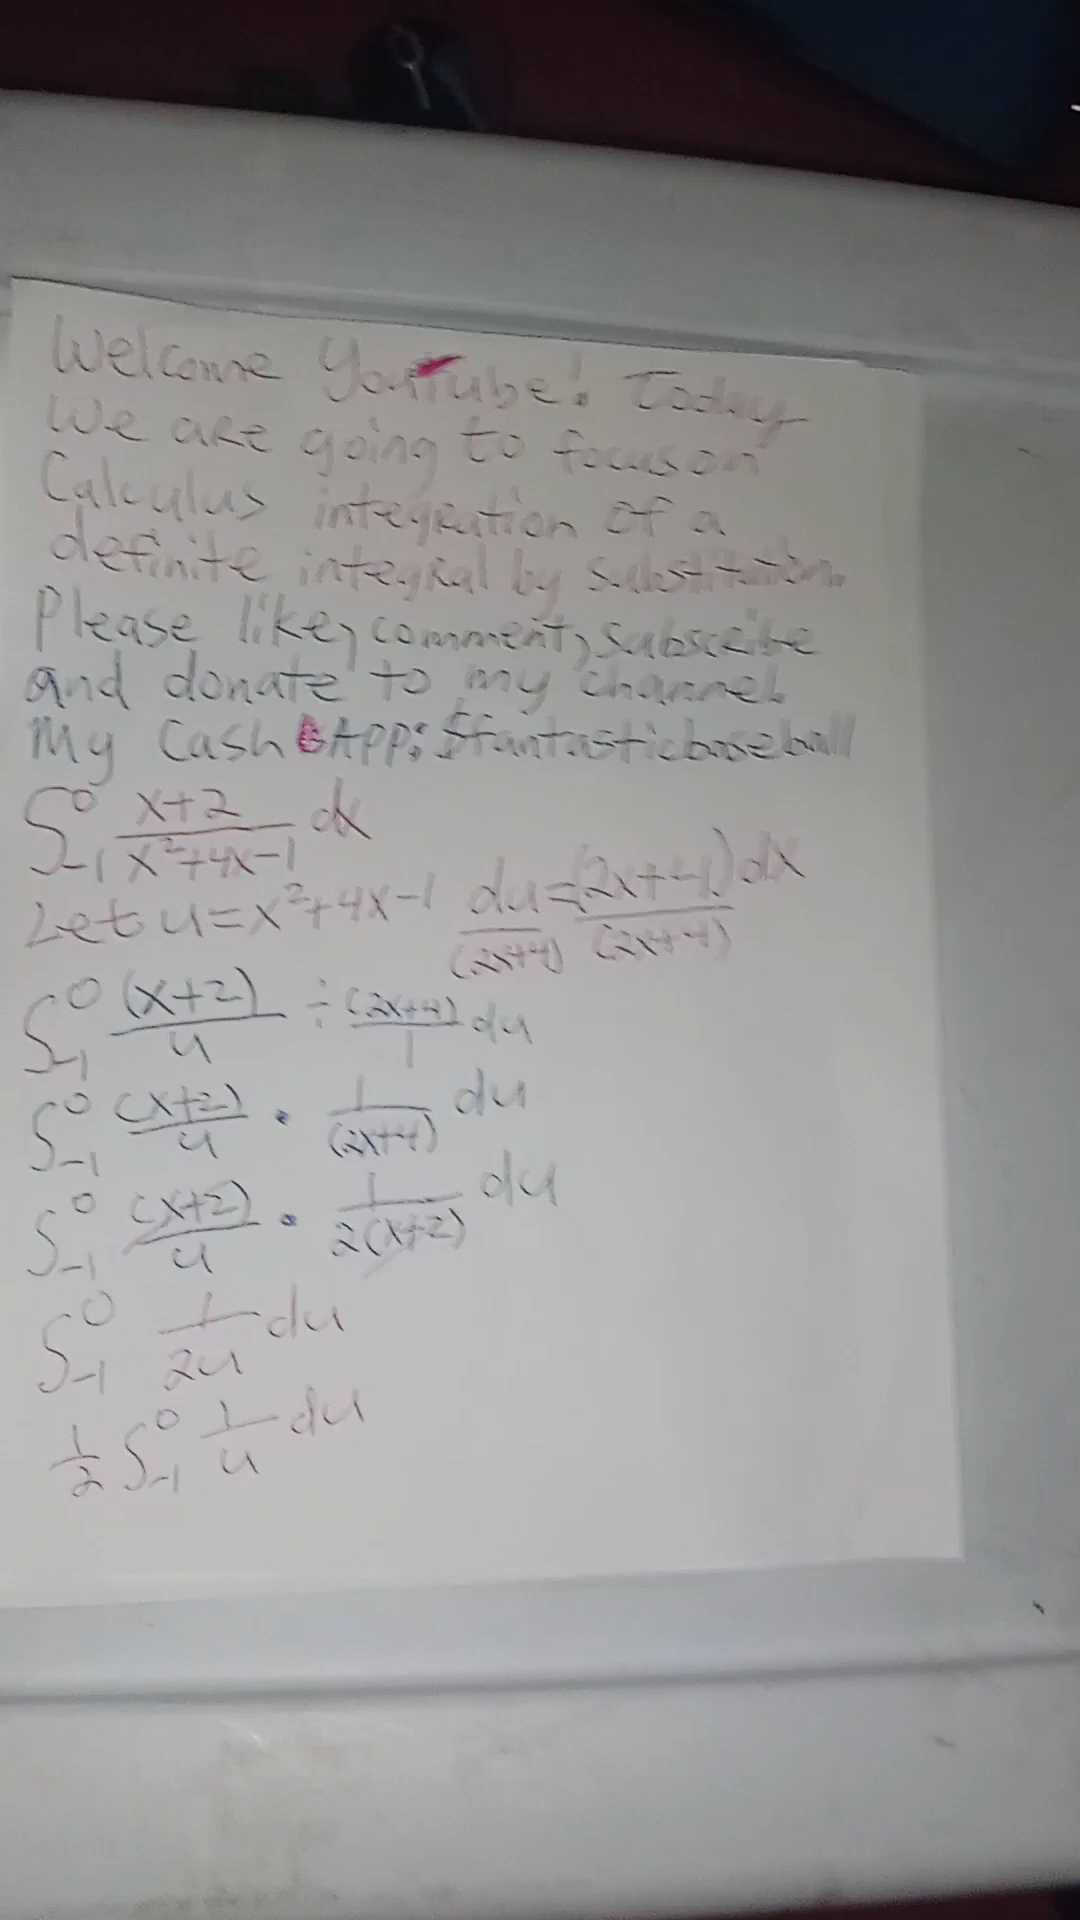 Welcome YouTube! Today
we are going to focus on
Calculus integration of a
definite integral by substitution.
Please like, comment, subscribe
and donate to my channel.
My Cash App: $fantasticbaseball
∫₋₁⁰ (x+2)/(x²+4x-1) dx
Let u=x²+4x-1 du/(2x+4) = (2x+4)dx/(2x+4)
∫₋₁⁰ (x+2)/u ÷ (2x+4)/1 du
∫₋₁⁰ (x+2)/u · 1/(2x+4) du
∫₋₁⁰ (x+2)/u · 1/2(x+2) du
∫₋₁⁰ 1/2u du
1/2 ∫₋₁⁰ 1/u du